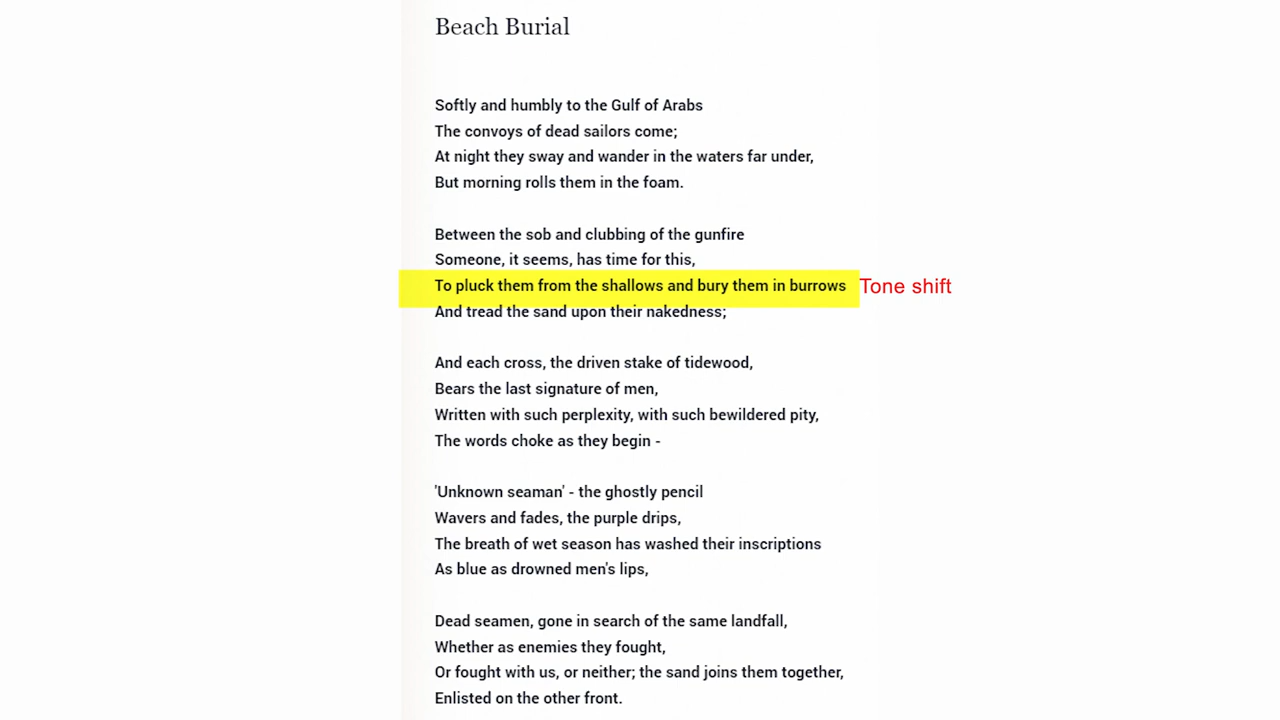 Beach Burial
Softly and humbly to the Gulf of Arabs
The convoys of dead sailors come;
At night they sway and wander in the waters far under,
But morning rolls them in the foam.
Between the sob and clubbing of the gunfire
Someone, it seems, has time for this,
To pluck them from the shallows and bury them in burrows
Tone shift
And tread the sand upon their nakedness;
And each cross, the driven stake of tidewood,
Bears the last signature of men,
Written with such perplexity, with such bewildered pity,
The words choke as they begin -
'Unknown seaman' - the ghostly pencil
Wavers and fades, the purple drips,
The breath of wet season has washed their inscriptions
As blue as drowned men's lips,
Dead seamen, gone in search of the same landfall,
Whether as enemies they fought,
Or fought with us, or neither; the sand joins them together,
Enlisted on the other front.